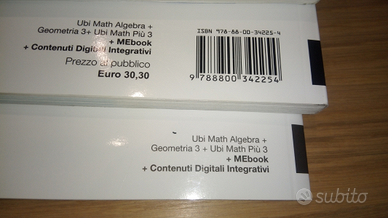 Ubi Math Algebra +
Geometria 3+ Ubi Math Più 3
+ MEbook
+ Contenuti Digitali Integrativi
Prezzo al pubblico
Euro 30,30
ISBN 978-88-00-34225-4
9 788800 342254
Ubi Math Algebra +
Geometria 3 + Ubi Math Più 3
+ MEbook
+ Contenuti Digitali Integrativi
subito